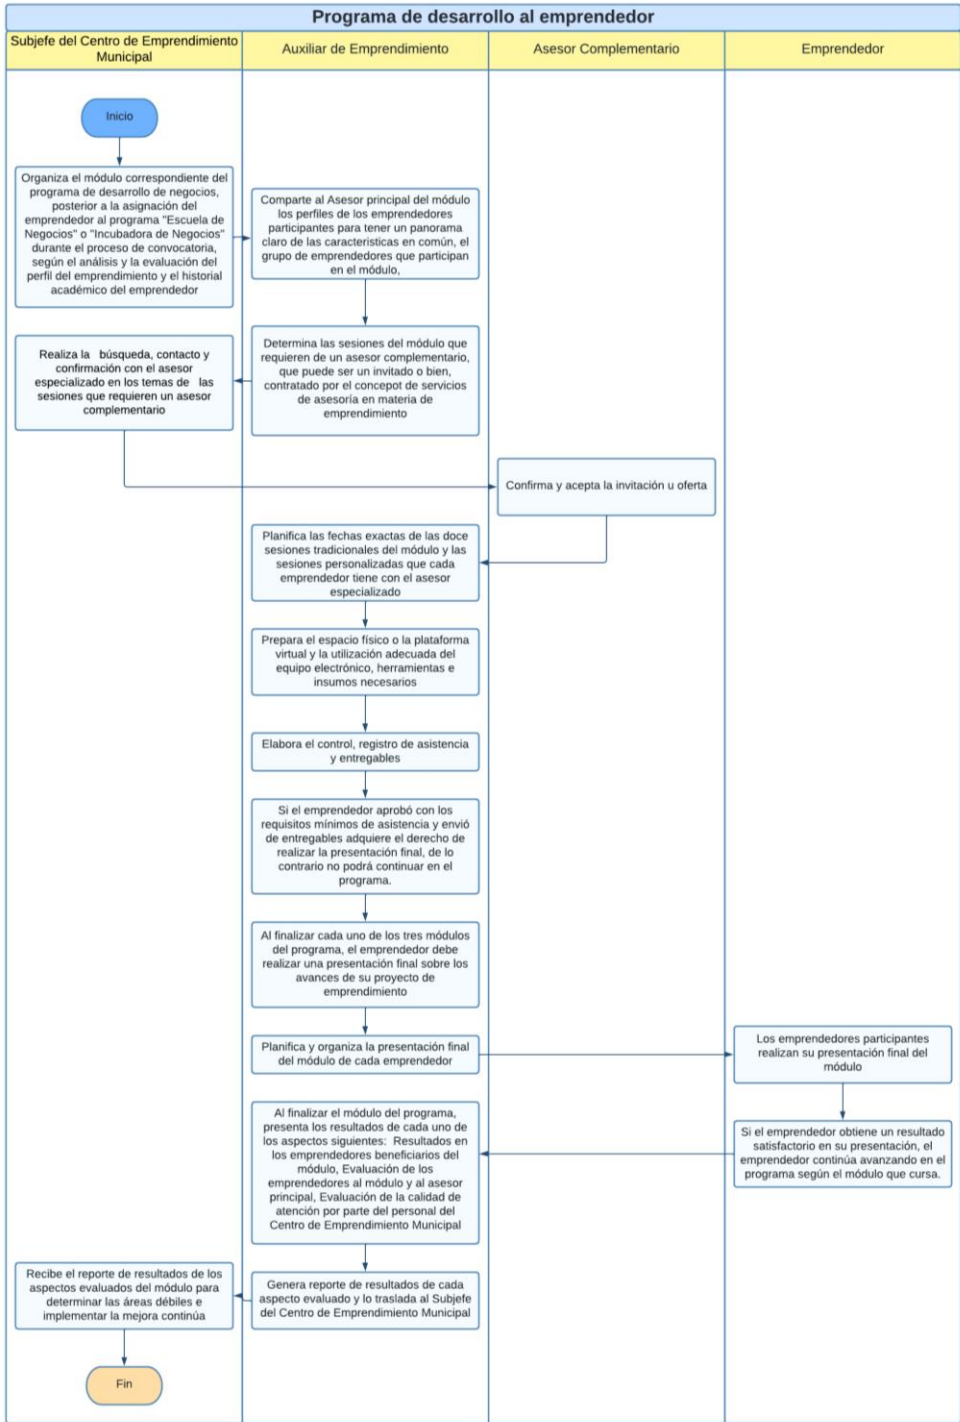 Programa de desarrollo al emprendedor
Subjefe del Centro de Emprendimiento
Municipal
Auxiliar de Emprendimiento
Asesor Complementario
Emprendedor
Inicio
Organiza el módulo correspondiente del
programa de desarrollo de negocios,
posterior a la asignación del
emprendedor al programa "Escuela de
Negocios" o "Incubadora de Negocios"
durante el proceso de convocatoria,
según el análisis y la evaluación del
perfil del emprendimiento y el historial
académico del emprendedor
Comparte al Asesor principal del módulo
los perfiles de los emprendedores
participantes para tener un panorama
claro de las caracteristicas en común, el
grupo de emprendedores que participan
en el módulo,
Determina las sesiones del módulo que
requieren de un asesor complementario,
que puede ser un invitado o bien,
contratado por el concepot de servicios
de asesoría en materia de
emprendimiento
Realiza la búsqueda, contacto y
confirmación con el asesor
especializado en los temas de las
sesiones que requieren un asesor
complementario
Confirma y acepta la invitación u oferta
Planifica las fechas exactas de las doce
sesiones tradicionales del módulo y las
sesiones personalizadas que cada
emprendedor tiene con el asesor
especializado
Prepara el espacio físico o la plataforma
virtual y la utilización adecuada del
equipo electrónico, herramientas e
insumos necesarios
Elabora el control, registro de asistencia
y entregables
Si el emprendedor aprobó con los
requisitos mínimos de asistencia y envió
de entregables adquiere el derecho de
realizar la presentación final, de lo
contrario no podrá continuar en el
programa.
Al finalizar cada uno de los tres módulos
del programa, el emprendedor debe
realizar una presentación final sobre los
avances de su proyecto de
emprendimiento
Planifica y organiza la presentación final
del módulo de cada emprendedor
Los emprendedores participantes
realizan su presentación final del
módulo
Si el emprendedor obtiene un resultado
satisfactorio en su presentación, el
emprendedor continúa avanzando en el
programa según el módulo que cursa.
Al finalizar el módulo del programa,
presenta los resultados de cada uno de
los aspectos siguientes: Resultados en
los emprendedores beneficiarios del
módulo, Evaluación de los
emprendedores al módulo y al asesor
principal, Evaluación de la calidad de
atención por parte del personal del
Centro de Emprendimiento Municipal
Genera reporte de resultados de cada
aspecto evaluado y lo traslada al Subjefe
del Centro de Emprendimiento Municipal
Recibe el reporte de resultados de los
aspectos evaluados del módulo para
determinar las áreas débiles e
implementar la mejora continúa
Fin